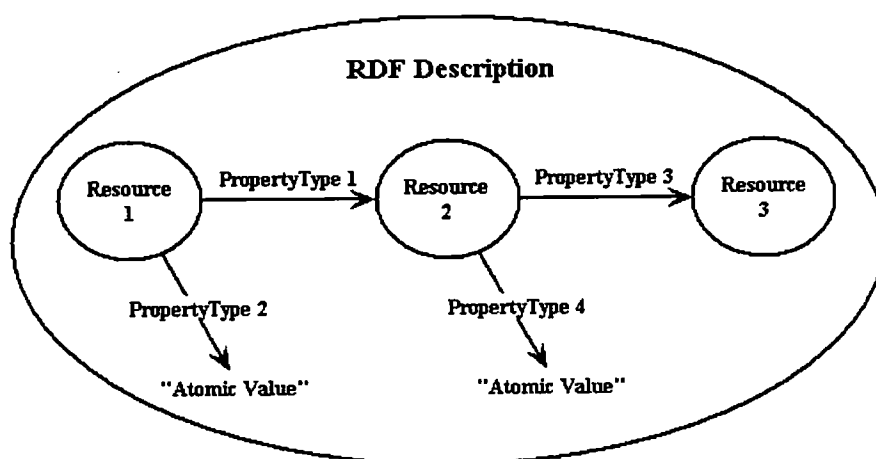 RDF Description
Resource
1
PropertyType 1
Resource
2
PropertyType 3
Resource
3
PropertyType 2
PropertyType 4
"Atomic Value"
"Atomic Value"